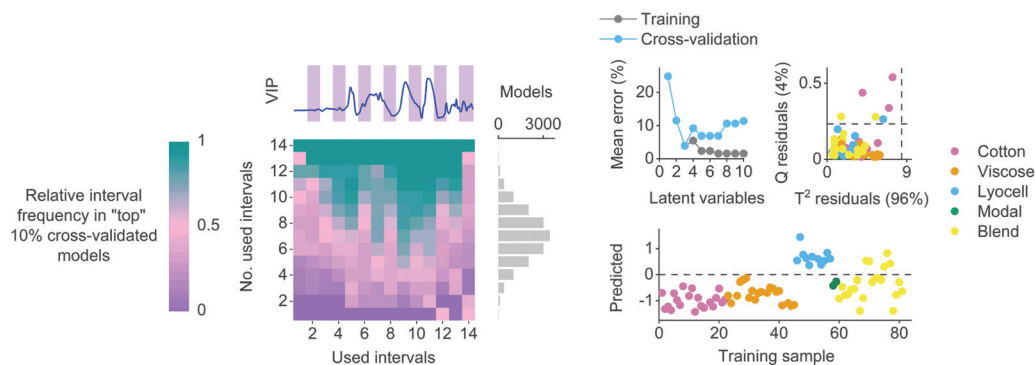 Training
Cross-validation
VIP
Models
0 3000
Relative interval
frequency in "top"
10% cross-validated
models
1
0.5
0
No. used intervals
14
12
10
8
6
4
2
2 4 6 8 10 12 14
Used intervals
Mean error (%)
20
10
0
0 2 4 6 8 10
Latent variables
Q residuals (4%)
0.5
0.0
0 9
T² residuals (96%)
Cotton
Viscose
Lyocell
Modal
Blend
Predicted
1
0
-1
0 20 40 60 80
Training sample